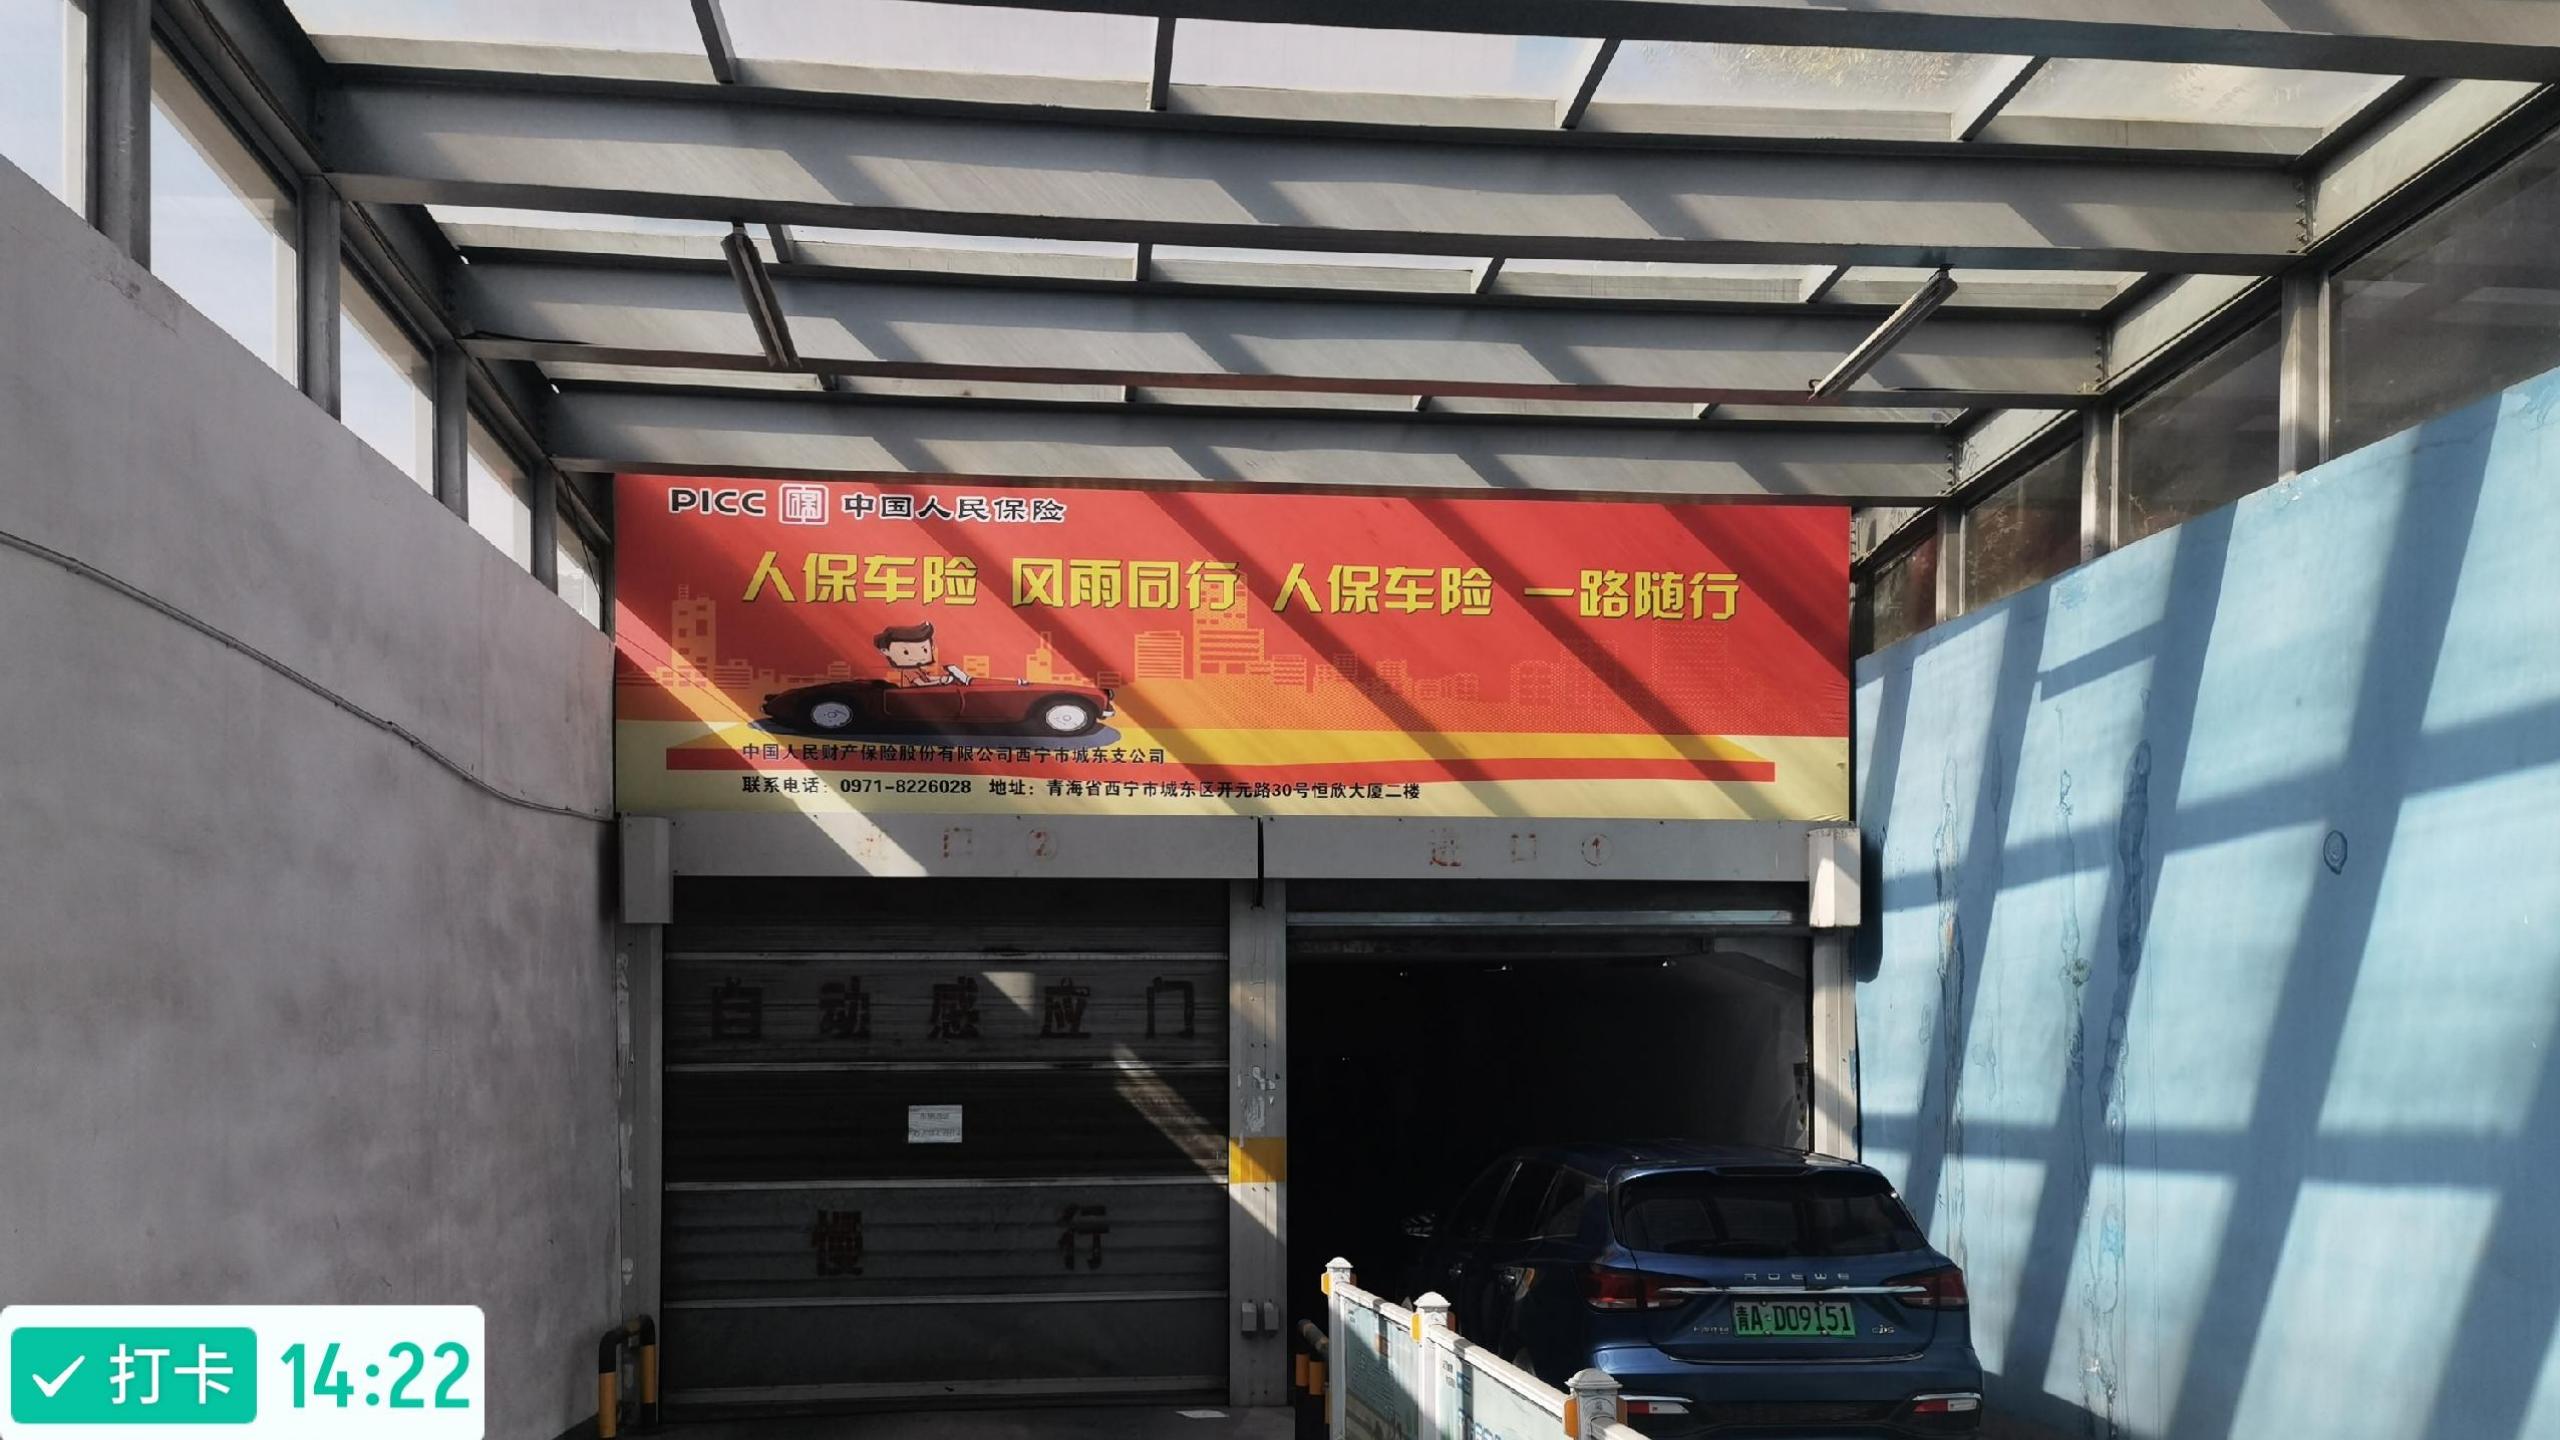 PICC 保 中国人民保险
人保车险 风雨同行 人保车险 一路随行
中国人民财产保险股份有限公司西宁市城东支公司
联系电话：0971-8226028 地址：青海省西宁市城东区开元路30号恒欣大厦二楼
口 ② 进 口 ①
自动感应门
慢 行
ROEWE
青A·D09151
打卡 14:22